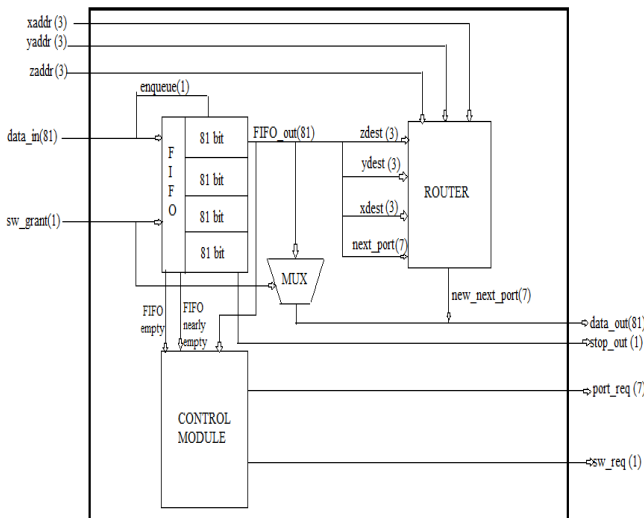 xaddr (3)
yaddr (3)
zaddr (3)
enqueue(1)
data_in(81)
FIFO
81 bit
81 bit
81 bit
81 bit
FIFO_out(81)
zdest (3)
ydest (3)
xdest (3)
next_port(7)
ROUTER
sw_grant(1)
MUX
new_next_port(7)
FIFO
empty
FIFO
nearly
empty
data_out(81)
stop_out (1)
CONTROL
MODULE
port_req (7)
sw_req (1)